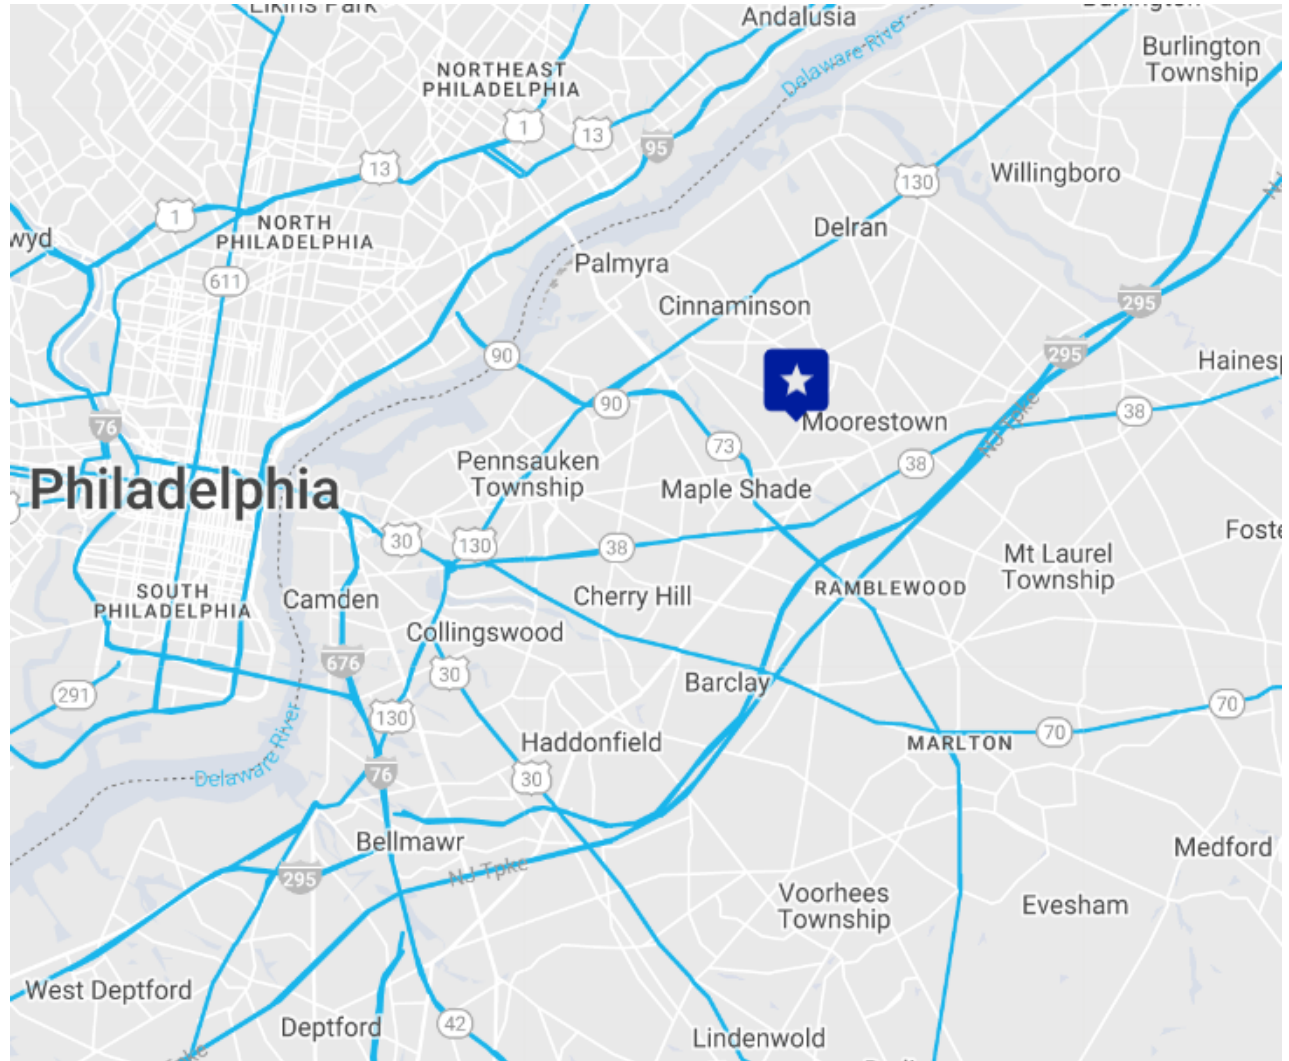 Elkins Park
Andalusia
Burlington
Township
NORTHEAST
PHILADELPHIA
Delaware River
1
13
95
13
130
Willingboro
1
NORTH
PHILADELPHIA
Delran
Palmyra
611
Cinnaminson
295
90
295
Haines
90
38
76
Moorestown
NJ Tpke
73
38
Philadelphia
Pennsauken
Township
Maple Shade
30
130
38
Mt Laurel
Township
SOUTH
PHILADELPHIA
Camden
Cherry Hill
RAMBLEWOOD
Collingswood
676
30
291
Barclay
130
70
70
Delaware River
Haddonfield
MARLTON
76
30
Bellmawr
Medford
295
NJ Tpke
Voorhees
Township
Evesham
West Deptford
Deptford
42
Lindenwold